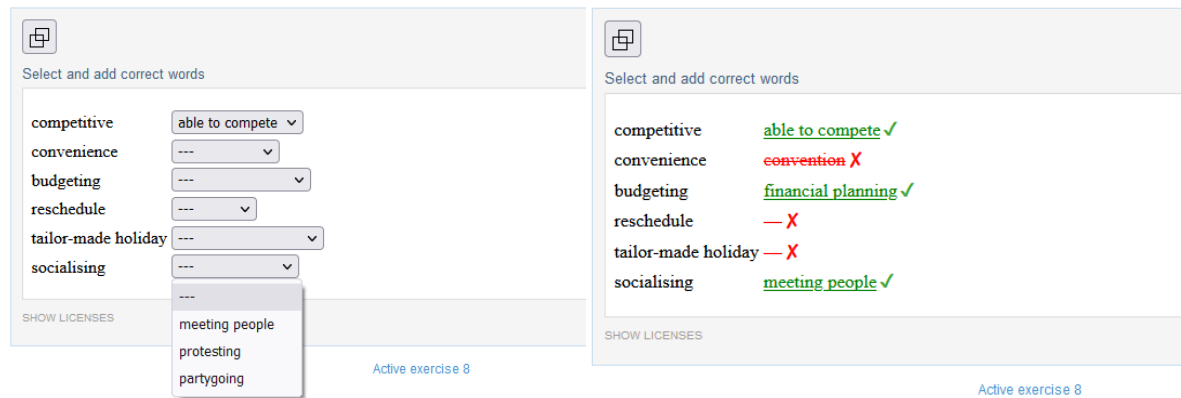 Select and add correct words
competitive able to compete
convenience ---
budgeting ---
reschedule ---
tailor-made holiday ---
socialising ---
---
meeting people
protesting
partygoing
SHOW LICENSES
Active exercise 8
Select and add correct words
competitive able to compete ✓
convenience convention ✗
budgeting financial planning ✓
reschedule — ✗
tailor-made holiday — ✗
socialising meeting people ✓
SHOW LICENSES
Active exercise 8